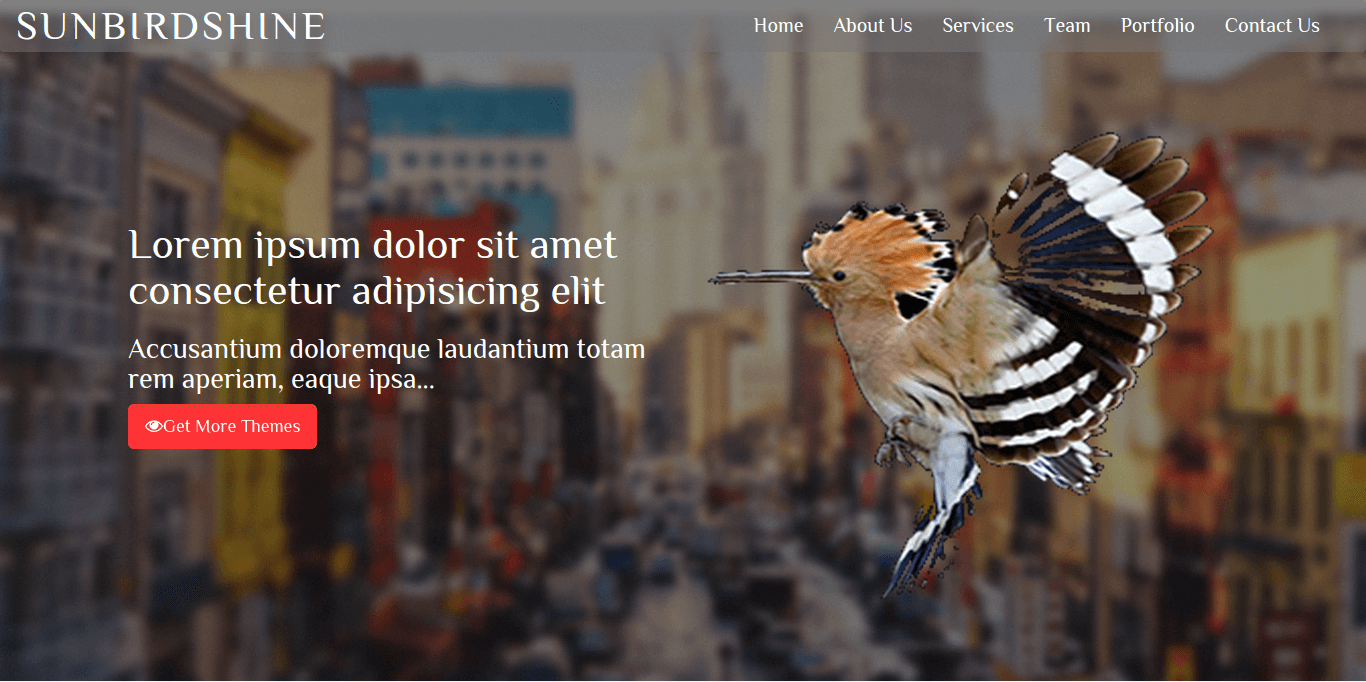 SUNBIRDSHINE
Home About Us Services Team Portfolio Contact Us
Lorem ipsum dolor sit amet
consectetur adipisicing elit
Accusantium doloremque laudantium totam
rem aperiam, eaque ipsa...
Get More Themes